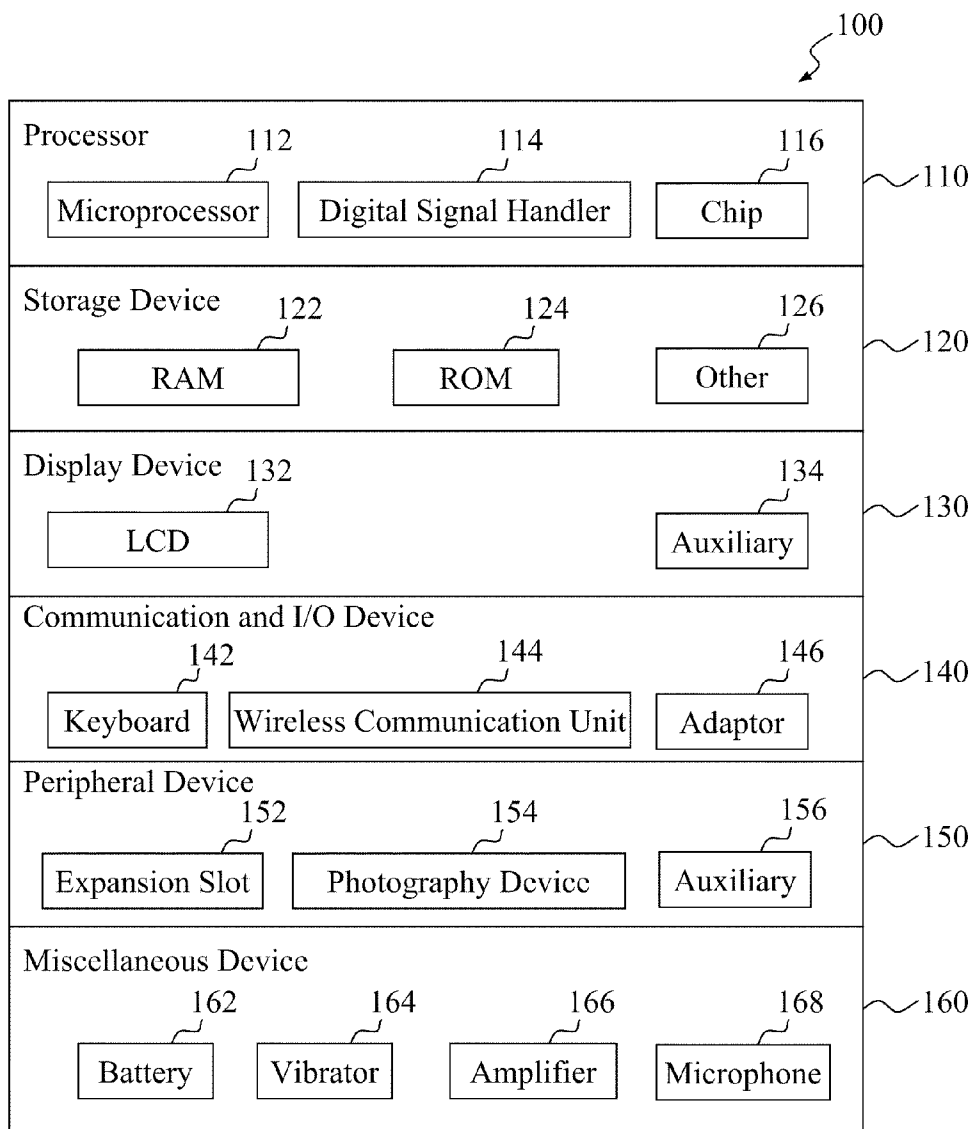 100
Processor
112
114
116
110
Microprocessor
Digital Signal Handler
Chip
Storage Device
122
124
126
120
RAM
ROM
Other
Display Device
132
134
130
LCD
Auxiliary
Communication and I/O Device
142
144
146
140
Keyboard
Wireless Communication Unit
Adaptor
Peripheral Device
152
154
156
150
Expansion Slot
Photography Device
Auxiliary
Miscellaneous Device
162
164
166
168
160
Battery
Vibrator
Amplifier
Microphone